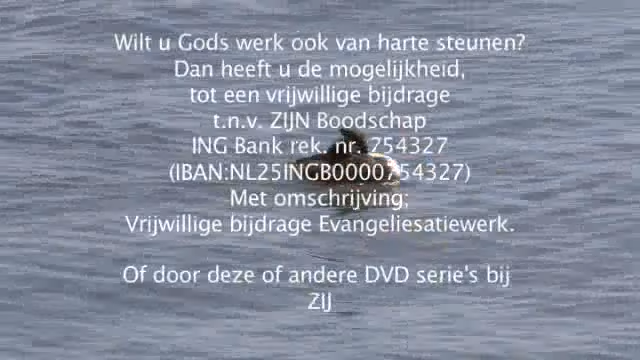 Wilt u Gods werk ook van harte steunen?
Dan heeft u de mogelijkheid,
tot een vrijwillige bijdrage
t.n.v. ZIJN Boodschap
ING Bank rek. nr. 754327
(IBAN:NL25INGB0000754327)
Met omschrijving;
Vrijwillige bijdrage Evangeliesatiewerk.
Of door deze of andere DVD serie's bij
ZIJ